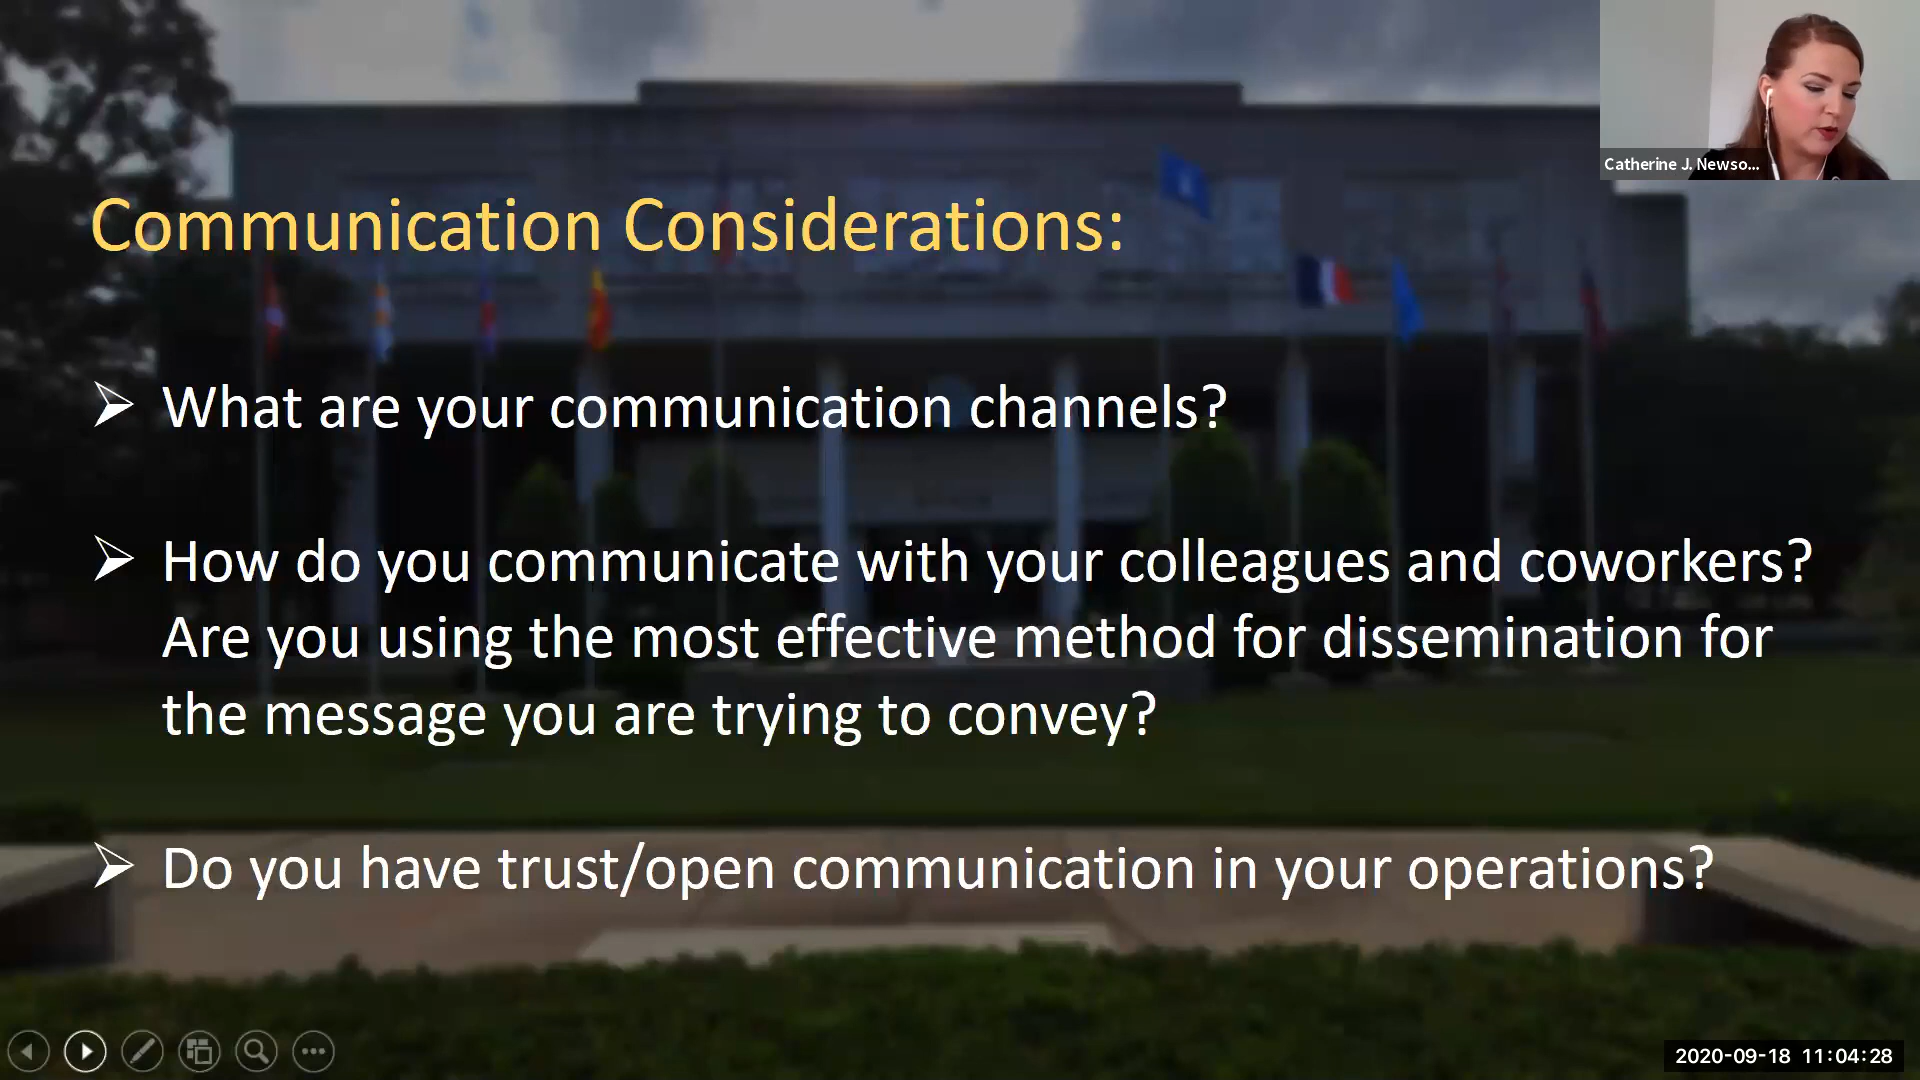 Catherine J. Newso...
Communication Considerations:
What are your communication channels?
How do you communicate with your colleagues and coworkers?
Are you using the most effective method for dissemination for
the message you are trying to convey?
Do you have trust/open communication in your operations?
2020-09-18 11:04:28